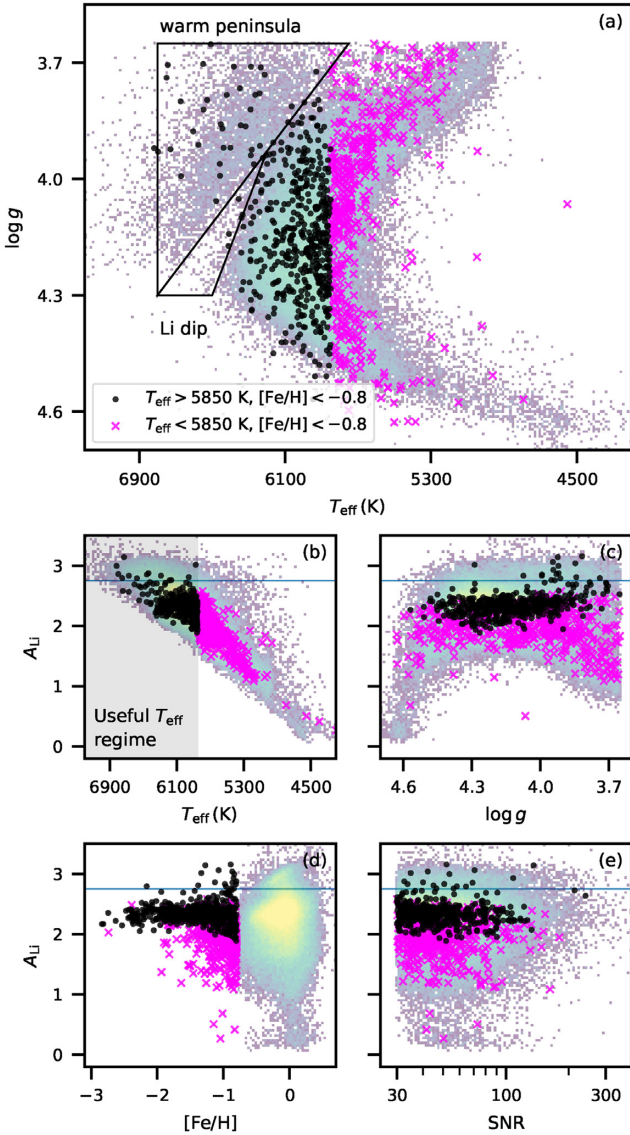 warm peninsula
(a)
3.7
4.0
4.3
4.6
log g
Li dip
T_eff > 5850 K, [Fe/H] < −0.8
T_eff < 5850 K, [Fe/H] < −0.8
6900 6100 5300 4500
T_eff (K)
(b)
3
2
1
0
A_Li
Useful T_eff
regime
6900 6100 5300 4500
T_eff (K)
(c)
4.6 4.3 4.0 3.7
log g
(d)
3
2
1
0
A_Li
−3 −2 −1 0
[Fe/H]
(e)
30 100 300
SNR